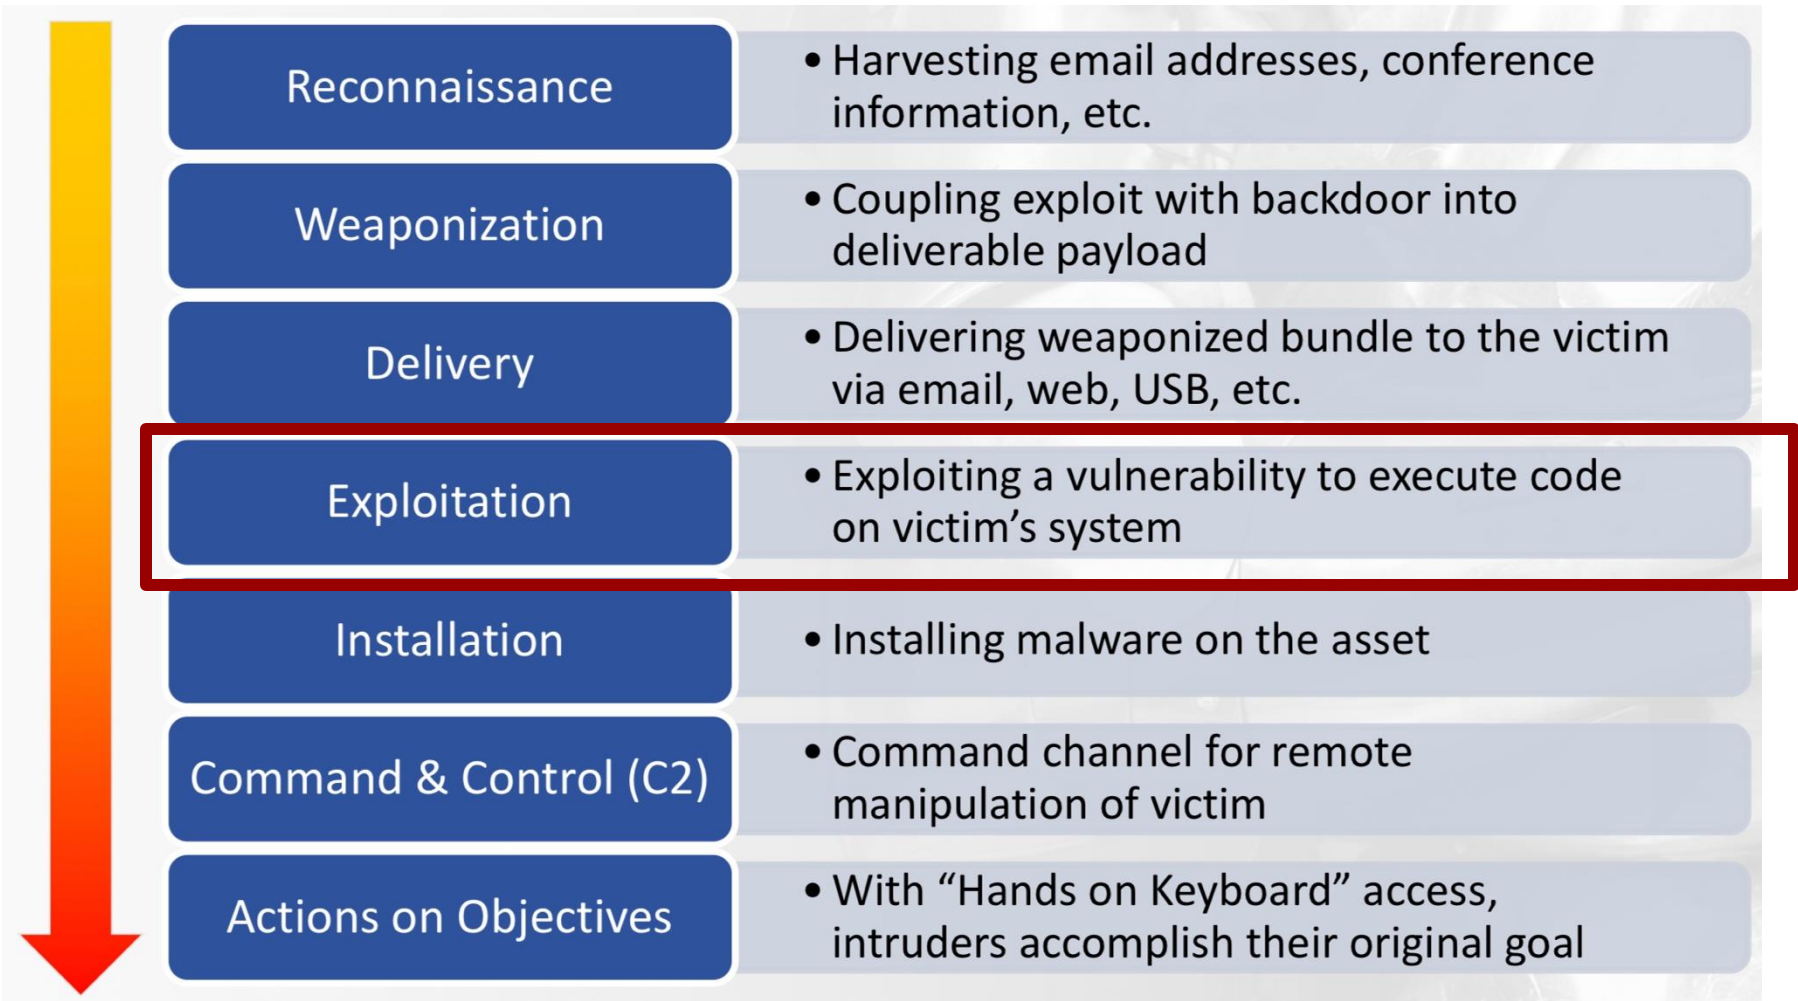 Reconnaissance
• Harvesting email addresses, conference
information, etc.
Weaponization
• Coupling exploit with backdoor into
deliverable payload
Delivery
• Delivering weaponized bundle to the victim
via email, web, USB, etc.
Exploitation
• Exploiting a vulnerability to execute code
on victim’s system
Installation
• Installing malware on the asset
Command & Control (C2)
• Command channel for remote
manipulation of victim
Actions on Objectives
• With “Hands on Keyboard” access,
intruders accomplish their original goal